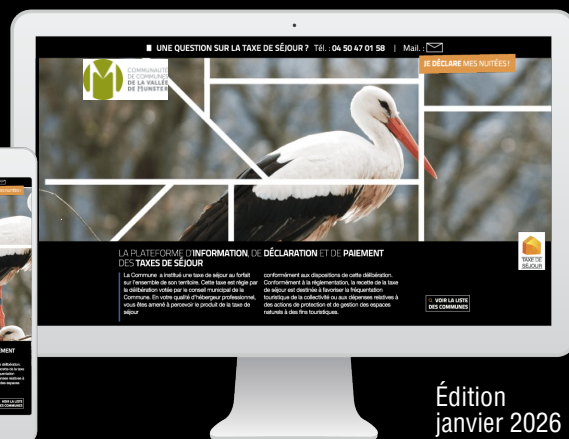 UNE QUESTION SUR LA TAXE DE SÉJOUR ? Tél. : 04 50 47 01 58 | Mail. :
JE DÉCLARE MES NUITÉES !
COMMUNAUTÉ
DE COMMUNES
DE LA VALLÉE
DE MUNSTER
LA PLATEFORME D'INFORMATION, DE DÉCLARATION ET DE PAIEMENT
DES TAXES DE SÉJOUR
La Commune a institué une taxe de séjour au forfait
sur l'ensemble de son territoire. Cette taxe est régie par
la délibération votée par le conseil municipal de la
Commune. En votre qualité d'hébergeur professionnel,
vous êtes amené à percevoir le produit de la taxe de
séjour
conformément aux dispositions de cette délibération.
Conformément à la réglementation, la recette de la taxe
de séjour est destinée à favoriser la fréquentation
touristique de la collectivité ou aux dépenses relatives à
des actions de protection et de gestion des espaces
naturels à des fins touristiques.
TAXE DE
SÉJOUR
VOIR LA LISTE
DES COMMUNES
Édition
janvier 2026